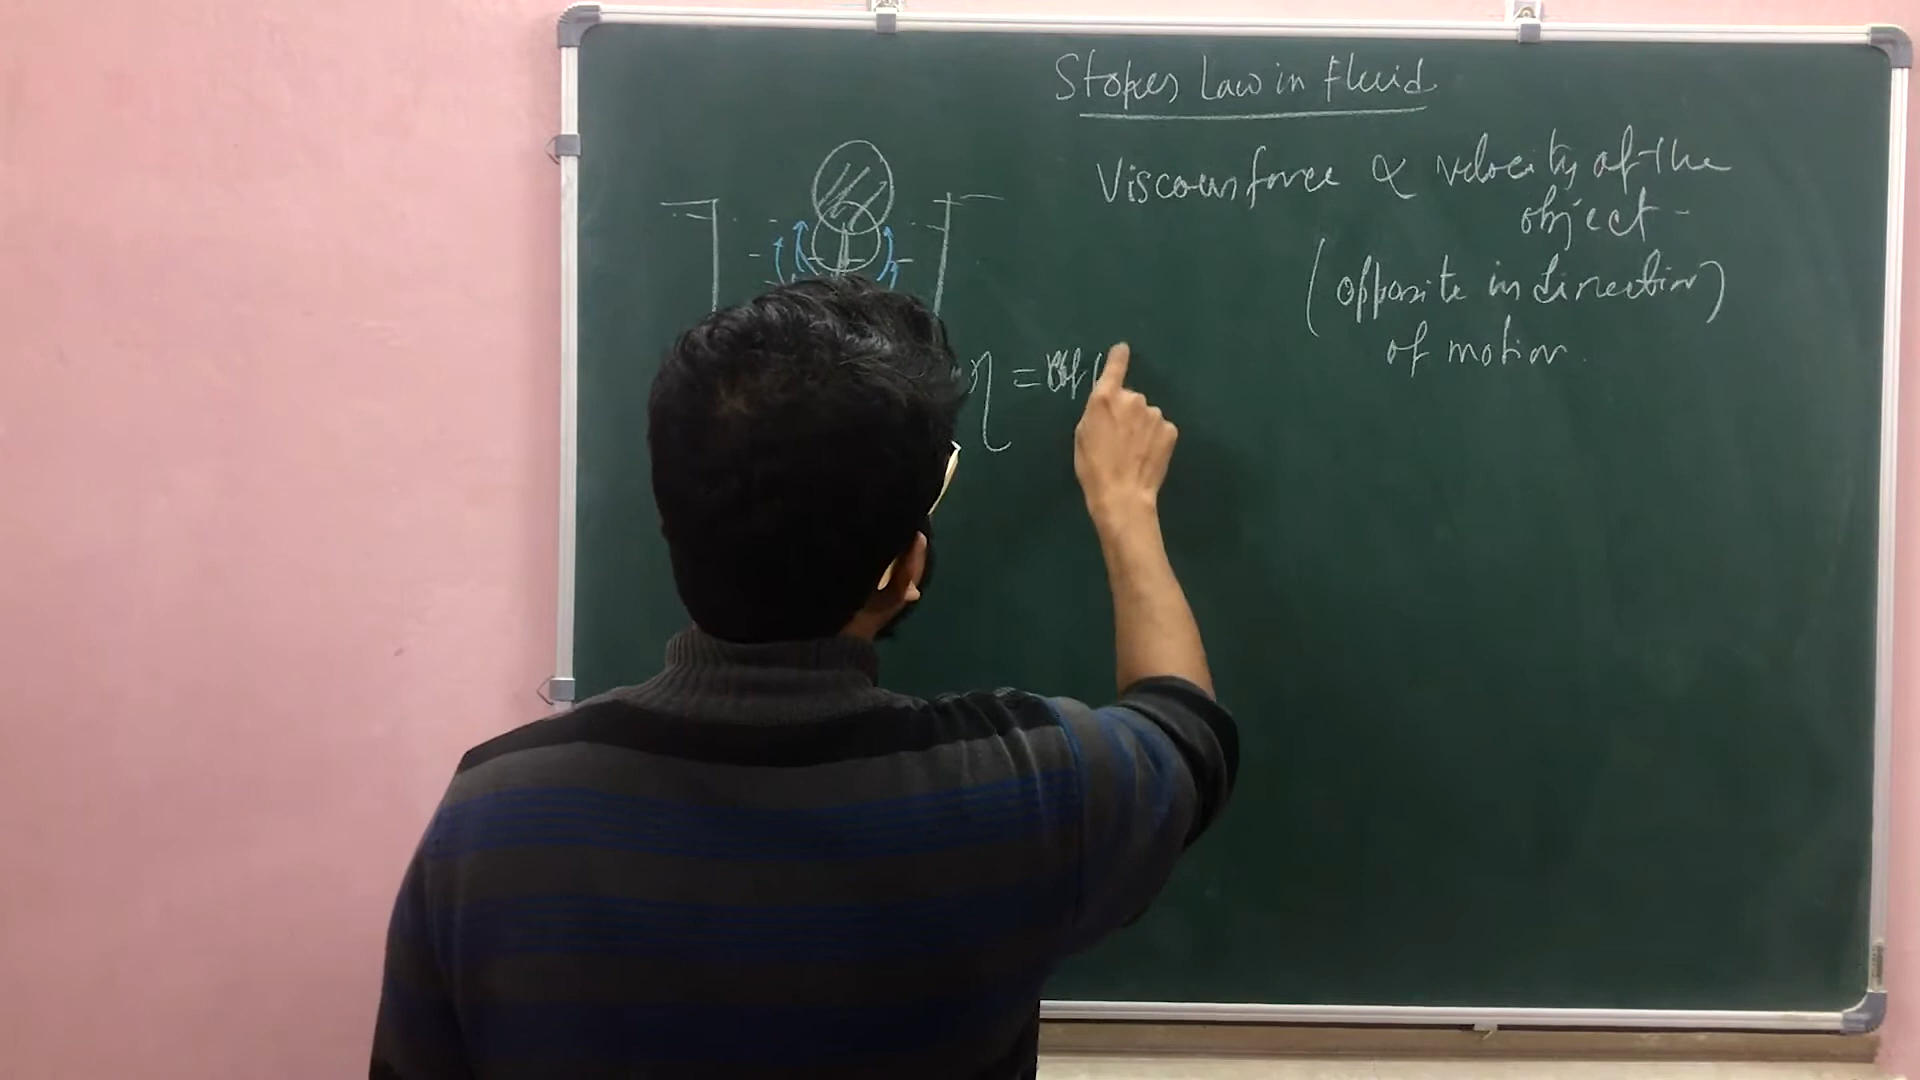 Stokes Law in Fluid
Viscous force ∝ velocity of the
object -
(opposite in direction)
of motion.
η =